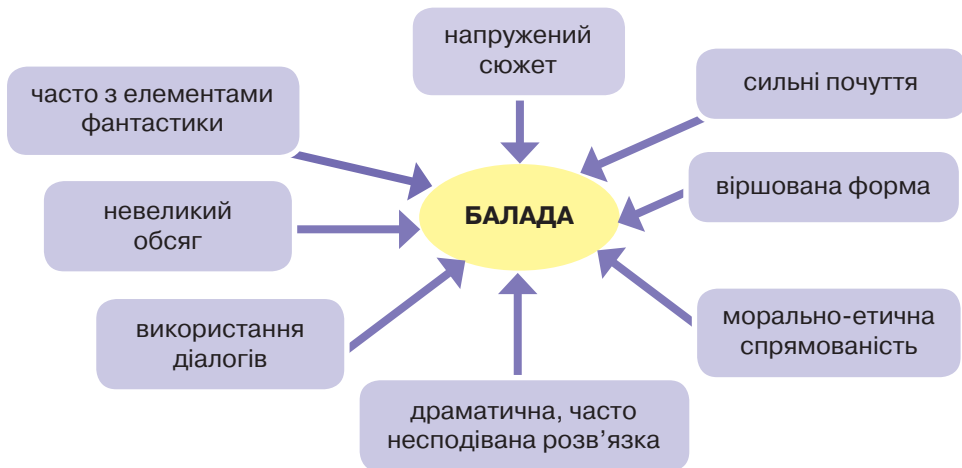 напружений
сюжет
сильні почуття
часто з елементами
фантастики
віршована форма
БАЛАДА
невеликий
обсяг
морально-етична
спрямованість
використання
діалогів
драматична, часто
несподівана розв’язка